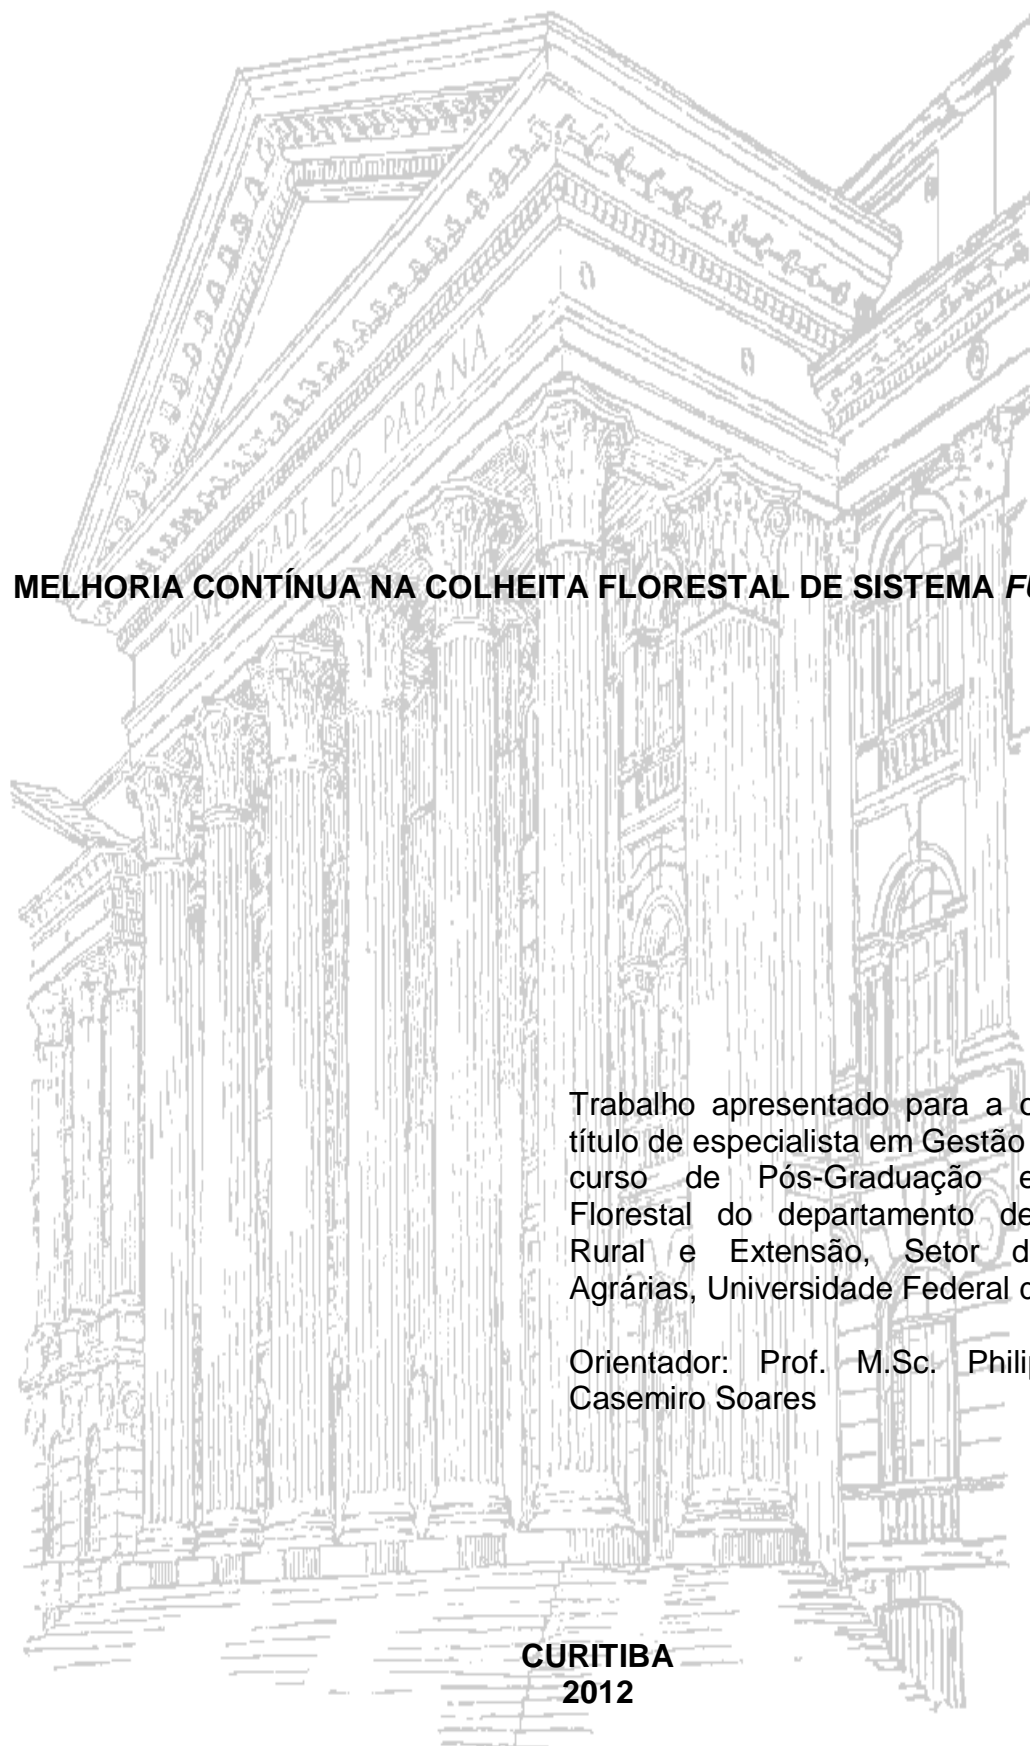 UNIVERSIDADE DO PARANÁ
MELHORIA CONTÍNUA NA COLHEITA FLORESTAL DE SISTEMA
Trabalho apresentado para a
título de especialista em Gestão
curso de Pós-Graduação
Florestal do departamento de
Rural e Extensão, Setor
Agrárias, Universidade Federal
Orientador: Prof. M.Sc.
Casemiro Soares
CURITIBA
2012